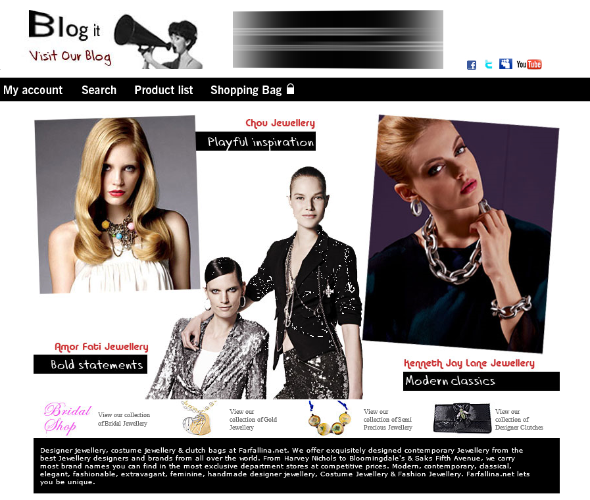 Blog it
Visit Our Blog
You Tube
My account Search Product list Shopping Bag
Chou Jewellery
Playful inspiration
Amor Fati Jewellery
Bold statements
Kenneth Jay Lane Jewellery
Modern classics
Bridal
Shop
View our collection
of Bridal Jewellery
View our
collection of Gold
Jewellery
View our
collection of Semi
Precious Jewellery
View our
collection of
Designer Clutches
Designer jewellery, costume jewellery & clutch bags at Farfallina.net. We offer exquisitely designed contemporary Jewellery from the
best Jewellery designers and brands from all over the world. From Harvey Nichols to Bloomingdale's & Saks Fifth Avenue, we carry
most brand names you can find in the most exclusive department stores at competitive prices. Modern, contemporary, classical,
elegant, fashionable, extravagant, feminine, handmade designer jewellery, Costume Jewellery & Fashion Jewellery. Farfallina.net lets
you be unique.